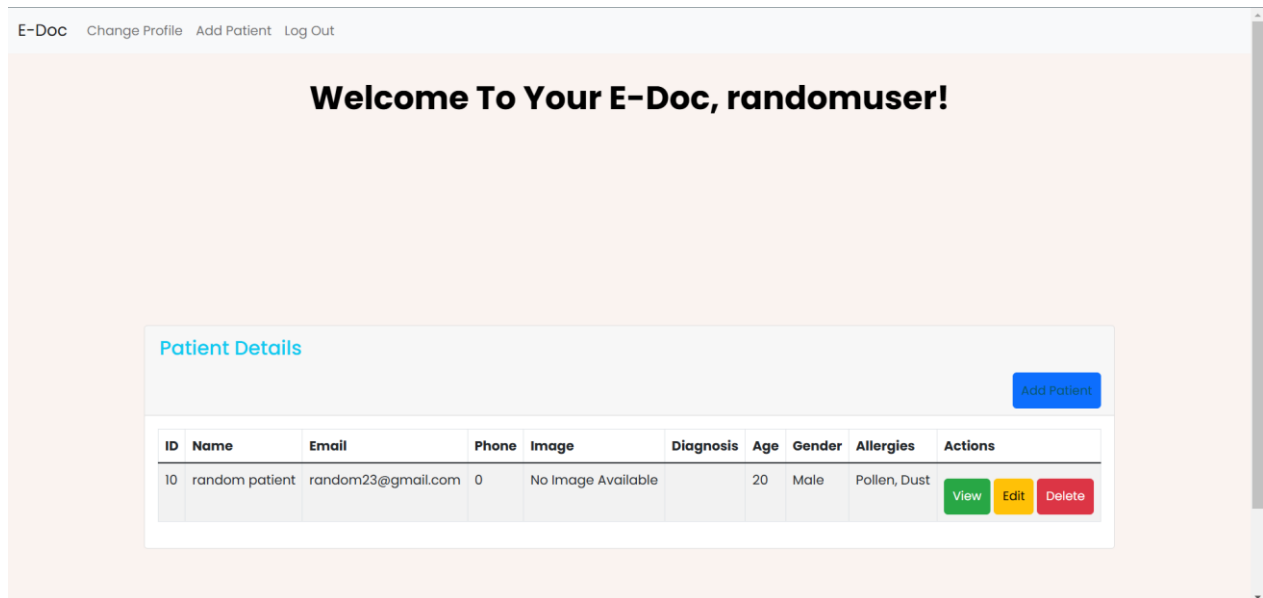 E-Doc Change Profile Add Patient Log Out
Welcome To Your E-Doc, randomuser!
Patient Details
Add Patient
ID Name Email Phone Image Diagnosis Age Gender Allergies Actions
10 random patient random23@gmail.com 0 No Image Available 20 Male Pollen, Dust View Edit Delete